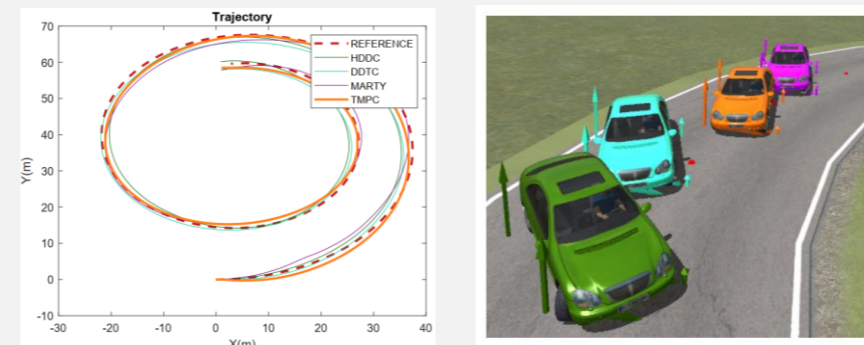 Trajectory
REFERENCE
HDDC
DDTC
MARTY
TMPC
70
60
50
40
30
20
10
0
-10
Y(m)
-30 -20 -10 0 10 20 30 40
X(m)